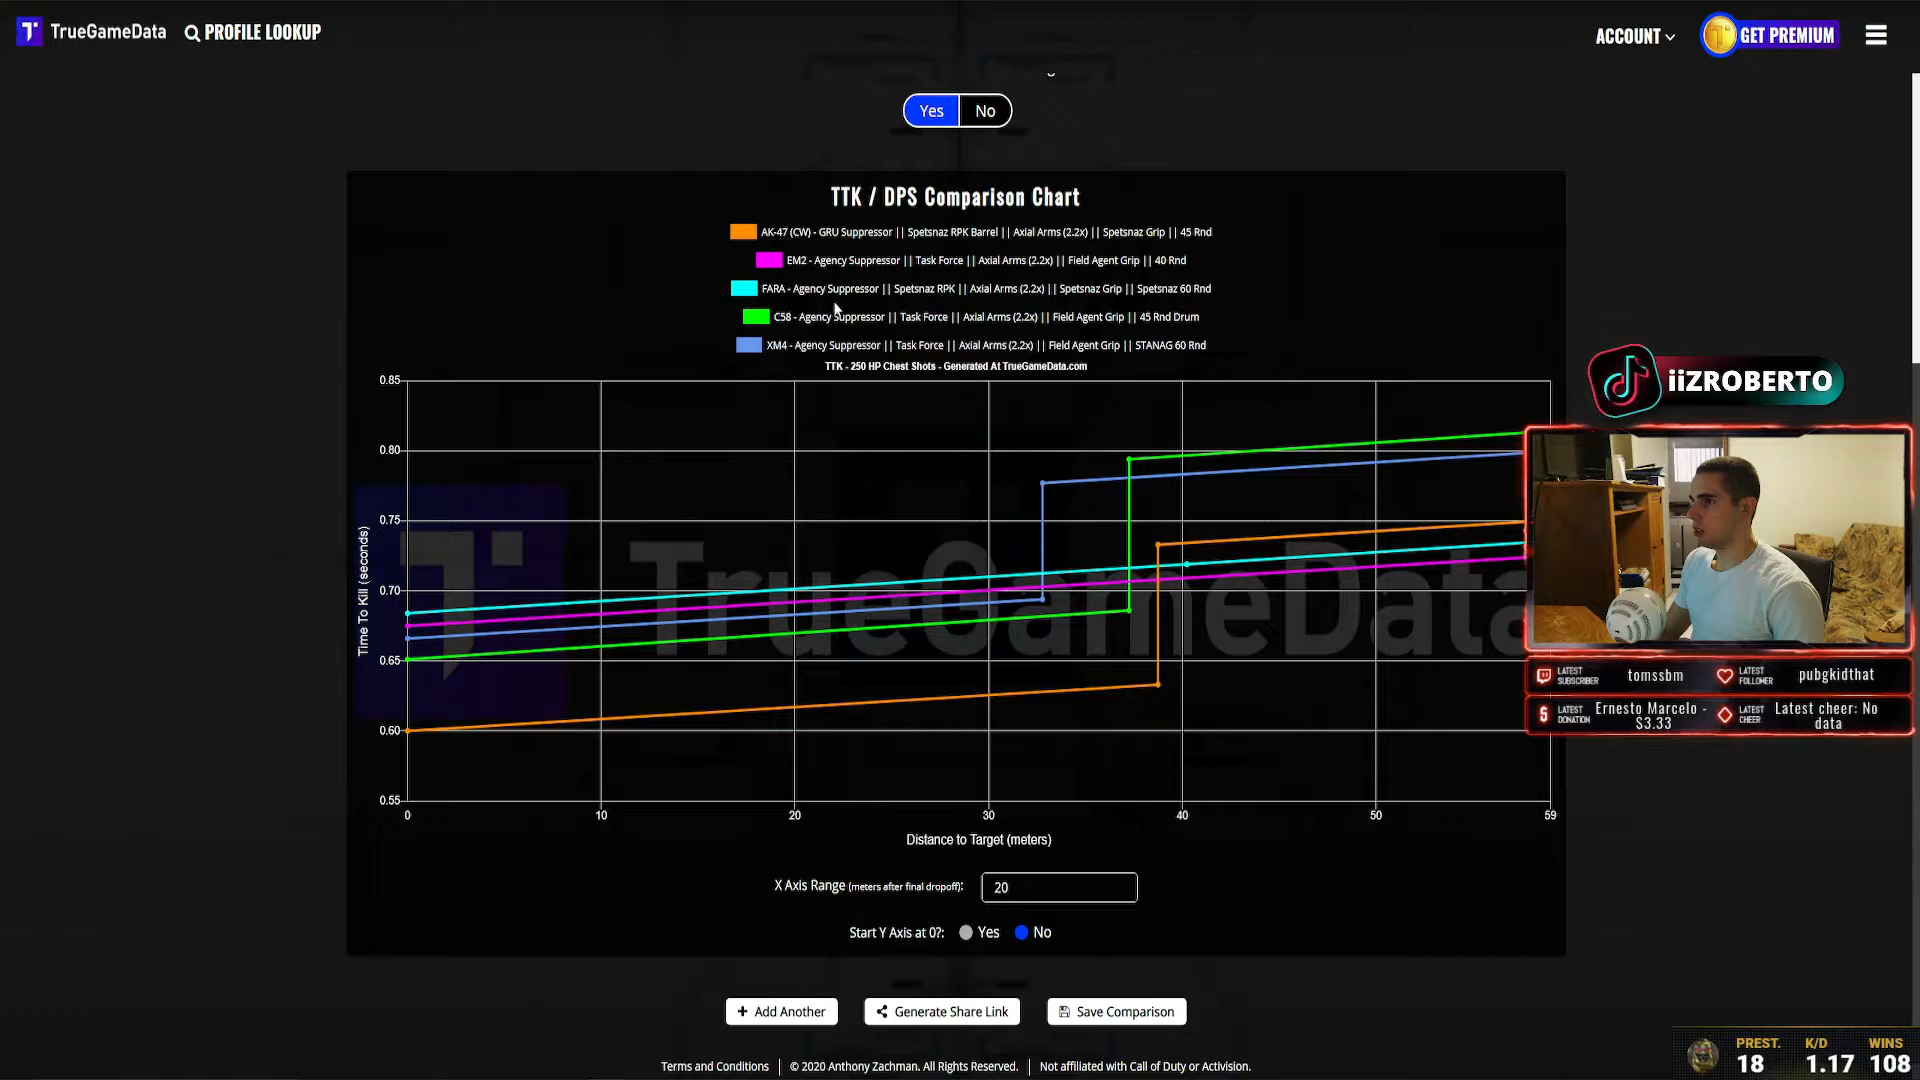 TrueGameData
PROFILE LOOKUP
ACCOUNT
GET PREMIUM
Yes
No
TTK / DPS Comparison Chart
AK-47 (CW) - GRU Suppressor || Spetsnaz RPK Barrel || Axial Arms (2.2x) || Spetsnaz Grip || 45 Rnd
EM2 - Agency Suppressor || Task Force || Axial Arms (2.2x) || Field Agent Grip || 40 Rnd
FARA - Agency Suppressor || Spetsnaz RPK || Axial Arms (2.2x) || Spetsnaz Grip || Spetsnaz 60 Rnd
C58 - Agency Suppressor || Task Force || Axial Arms (2.2x) || Field Agent Grip || 45 Rnd Drum
XM4 - Agency Suppressor || Task Force || Axial Arms (2.2x) || Field Agent Grip || STANAG 60 Rnd
TTK - 250 HP Chest Shots - Generated At TrueGameData.com
0.85
0.80
0.75
0.70
0.65
0.60
0.55
Time To Kill (seconds)
TrueGameData
0
10
20
30
40
50
59
Distance to Target (meters)
X Axis Range (meters after final dropoff):
20
Start Y Axis at 0?:
Yes
No
+ Add Another
Generate Share Link
Save Comparison
Terms and Conditions
© 2020 Anthony Zachman. All Rights Reserved.
Not affiliated with Call of Duty or Activision.
iiZROBERTO
LATEST SUBSCRIBER
tomssbm
LATEST FOLLOWER
pubgkidthat
LATEST DONATION
Ernesto Marcelo -
$3.33
LATEST CHEER
Latest cheer: No
data
PREST.
18
K/D
1.17
WINS
108